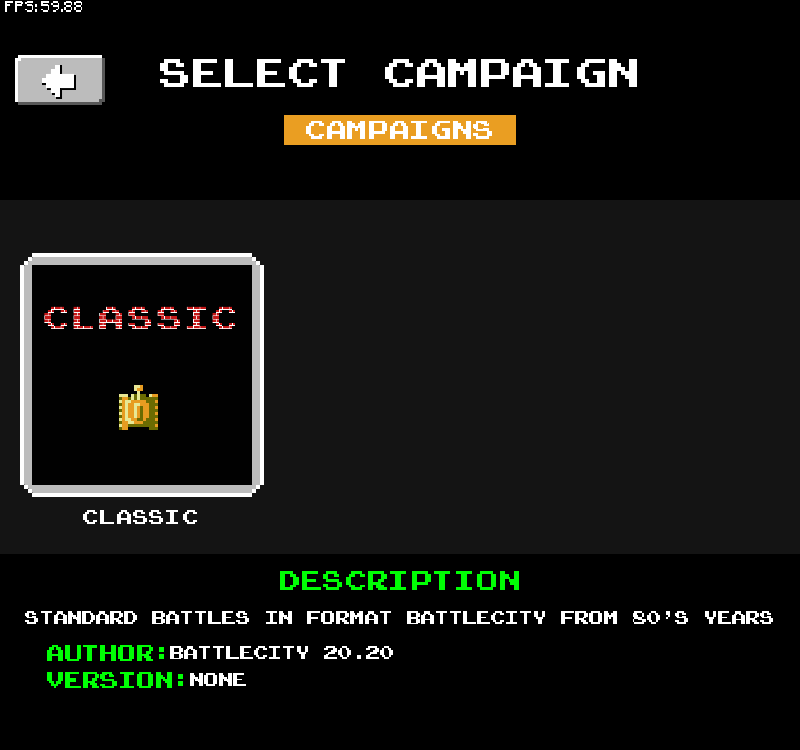 FPS:59.88
SELECT CAMPAIGN
CAMPAIGNS
CLASSIC
CLASSIC
DESCRIPTION
STANDARD BATTLES IN FORMAT BATTLECITY FROM 80'S YEARS
AUTHOR:BATTLECITY 20.20
VERSION:NONE